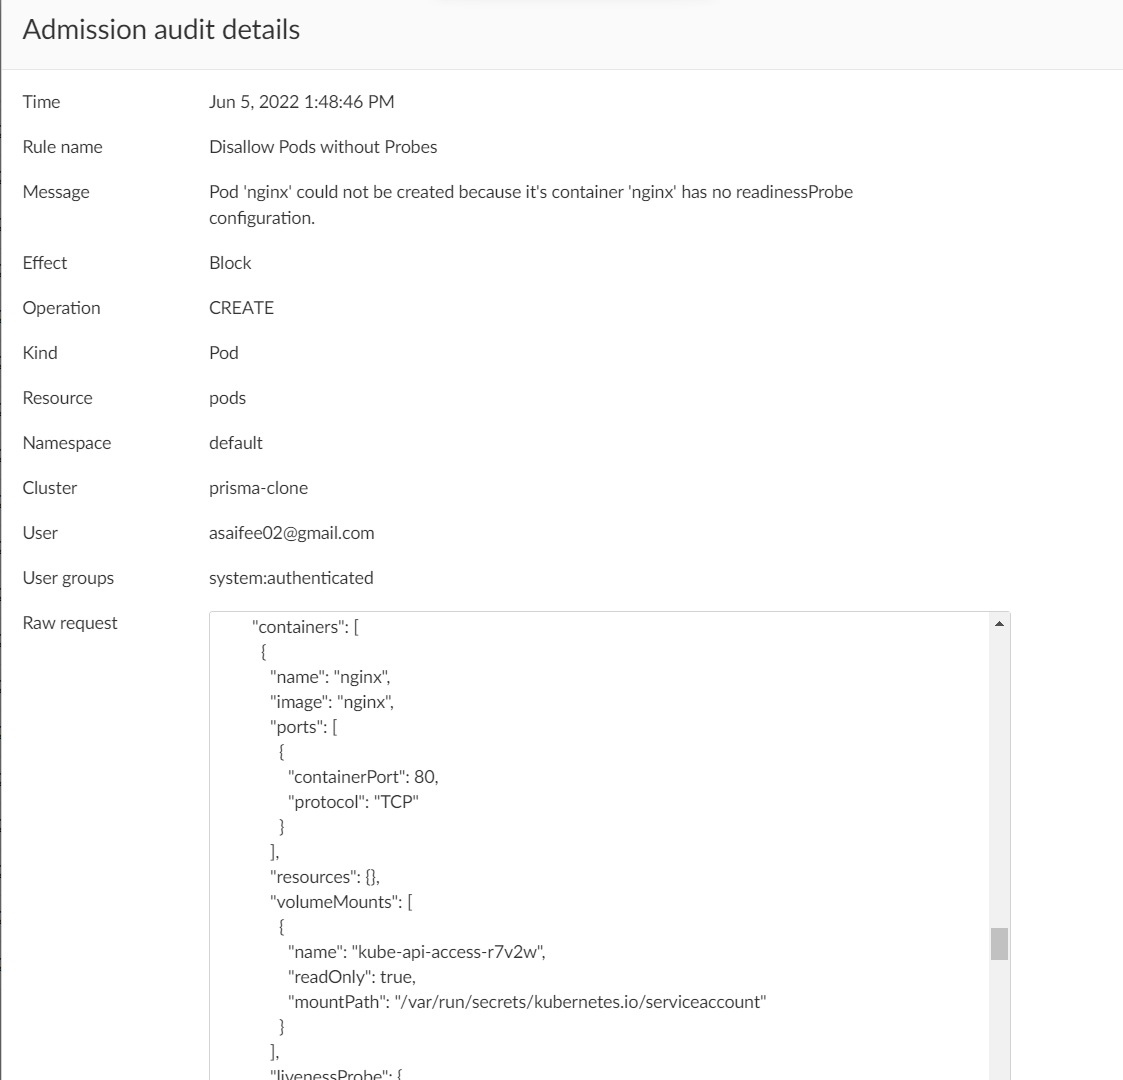 Admission audit details
Time Jun 5, 2022 1:48:46 PM
Rule name Disallow Pods without Probes
Message Pod 'nginx' could not be created because it's container 'nginx' has no readinessProbe
configuration.
Effect Block
Operation CREATE
Kind Pod
Resource pods
Namespace default
Cluster prisma-clone
User asaifee02@gmail.com
User groups system:authenticated
Raw request "containers": [
{
"name": "nginx",
"image": "nginx",
"ports": [
{
"containerPort": 80,
"protocol": "TCP"
}
],
"resources": {},
"volumeMounts": [
{
"name": "kube-api-access-r7v2w",
"readOnly": true,
"mountPath": "/var/run/secrets/kubernetes.io/serviceaccount"
}
],
"livenessProbe": {